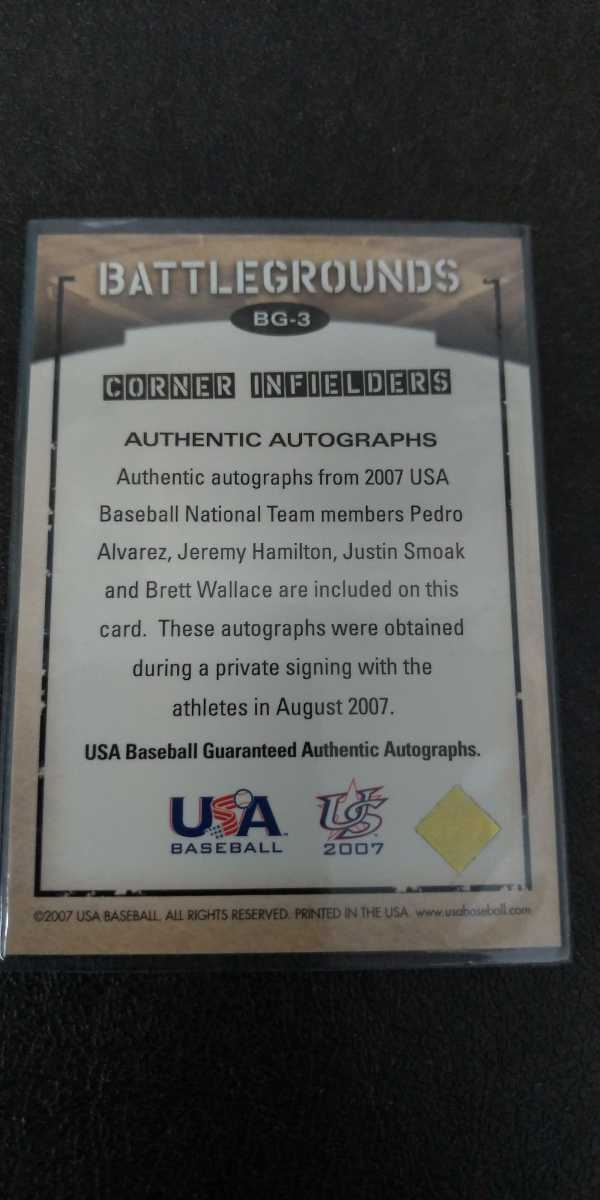 BATTLEGROUNDS
BG-3
CORNER INFIELDERS
AUTHENTIC AUTOGRAPHS
Authentic autographs from 2007 USA
Baseball National Team members Pedro
Alvarez, Jeremy Hamilton, Justin Smoak
and Brett Wallace are included on this
card. These autographs were obtained
during a private signing with the
athletes in August 2007.
USA Baseball Guaranteed Authentic Autographs.
USA
BASEBALL
US
2007
©2007 USA BASEBALL. ALL RIGHTS RESERVED. PRINTED IN THE USA. www.usabaseball.com